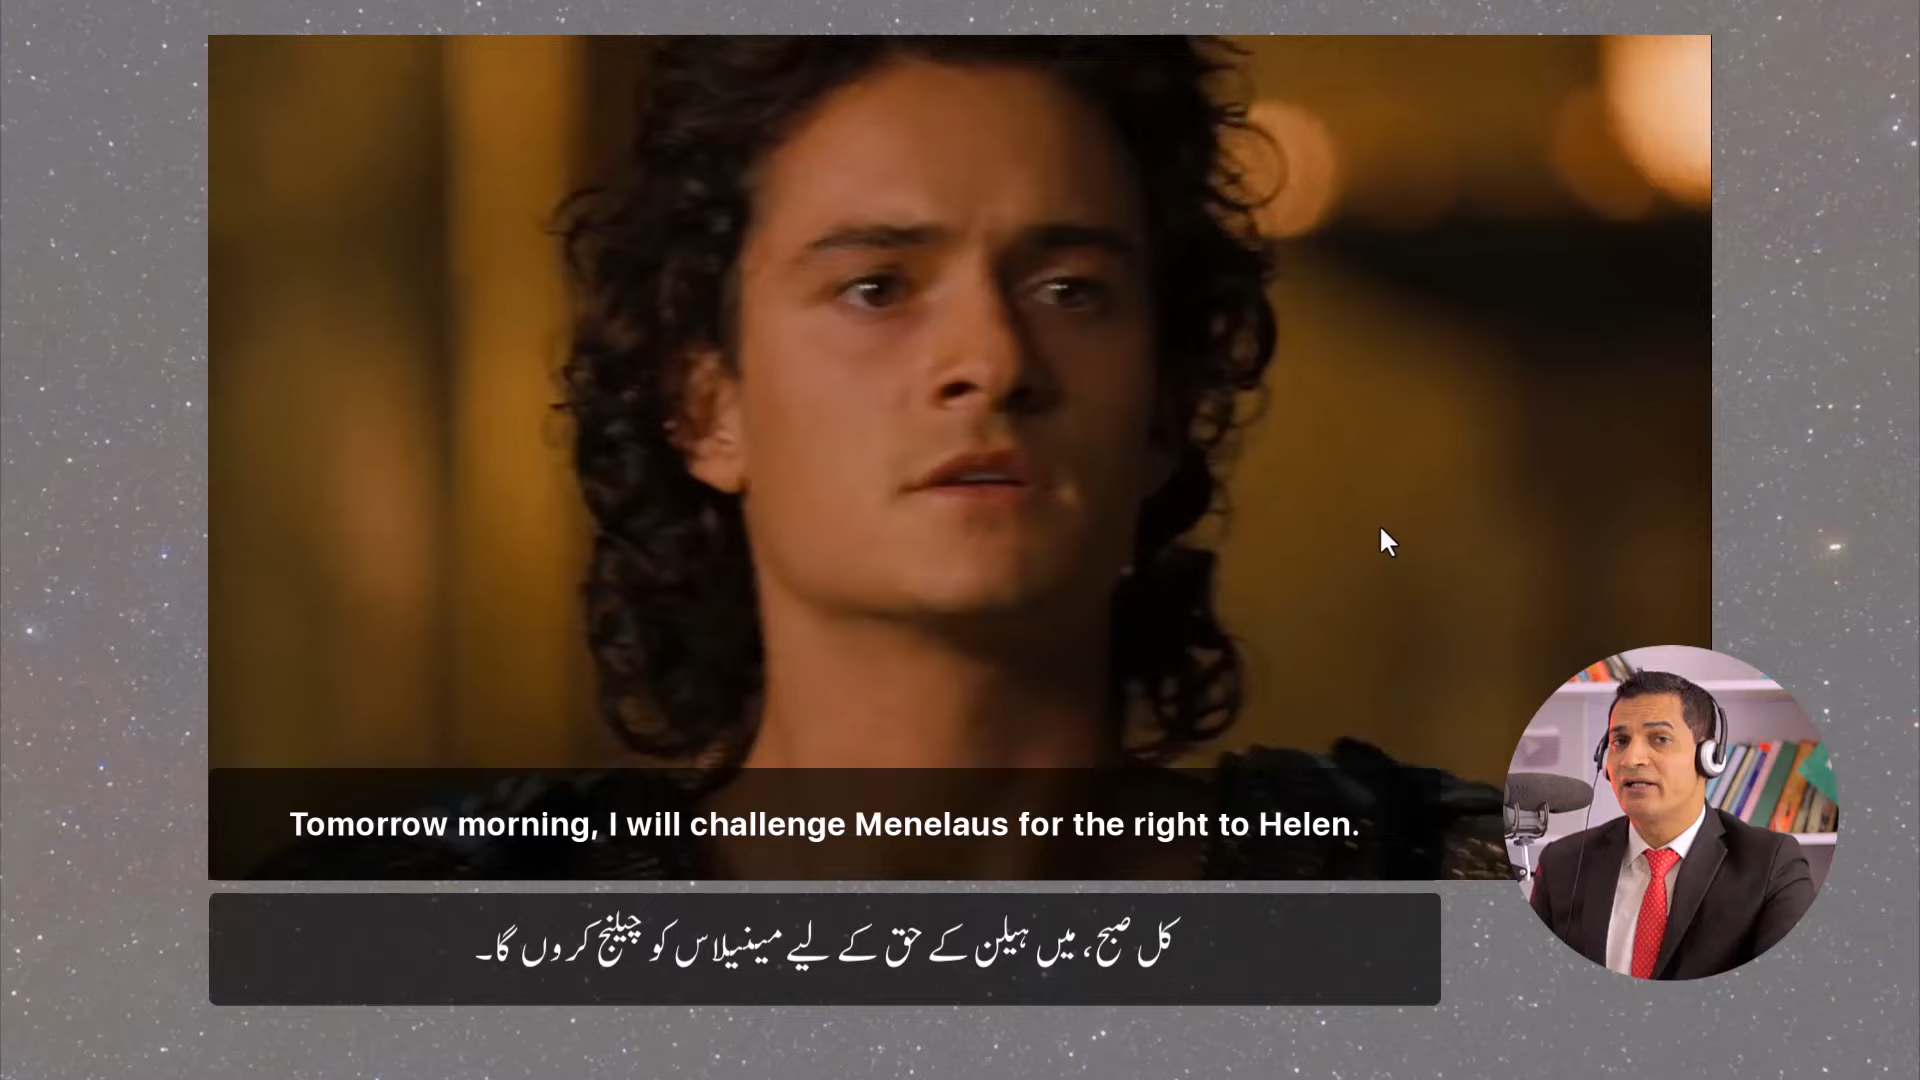 Tomorrow morning, I will challenge Menelaus for the right to Helen.
کل صبح، میں ہیلن کے حق کے لیے مینیلاس کو چیلنج کروں گا۔